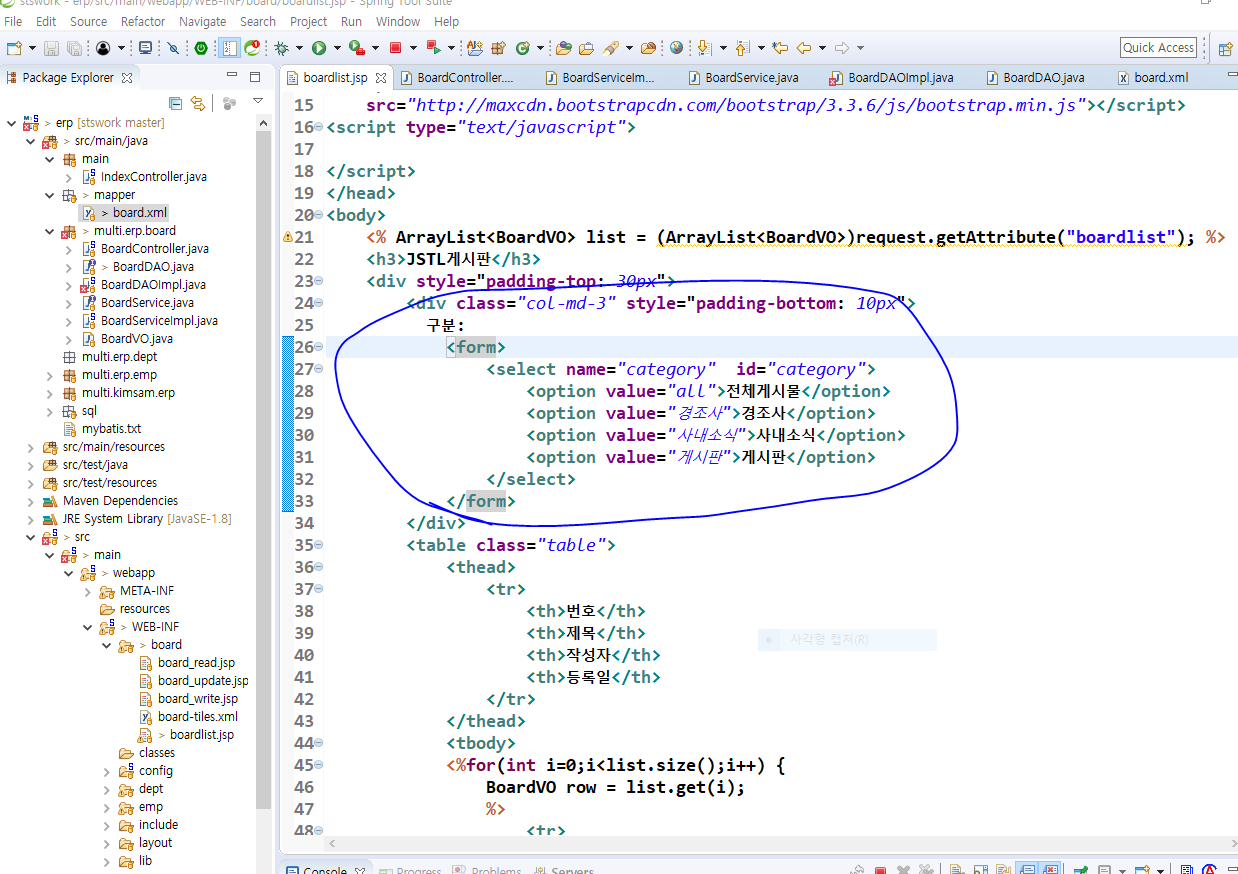 stswork - erp/src/main/webapp/WEB-INF/board/boardlist.jsp - Spring Tool Suite
File Edit Source Refactor Navigate Search Project Run Window Help
Quick Access
Package Explorer
boardlist.jsp
BoardController....
BoardServiceIm...
BoardService.java
BoardDAOImpl.java
BoardDAO.java
board.xml
> erp [stswork master]
> src/main/java
main
IndexController.java
> mapper
> board.xml
> multi.erp.board
BoardController.java
> BoardDAO.java
BoardDAOImpl.java
BoardService.java
BoardServiceImpl.java
BoardVO.java
multi.erp.dept
multi.erp.emp
multi.kimsam.erp
sql
mybatis.txt
src/main/resources
src/test/java
src/test/resources
Maven Dependencies
JRE System Library [JavaSE-1.8]
> src
> main
> webapp
META-INF
resources
> WEB-INF
> board
board_read.jsp
board_update.jsp
board_write.jsp
board-tiles.xml
> boardlist.jsp
classes
config
dept
emp
include
layout
lib
15 src="http://maxcdn.bootstrapcdn.com/bootstrap/3.3.6/js/bootstrap.min.js"></script>
16 <script type="text/javascript">
17
18 </script>
19 </head>
20 <body>
21 <% ArrayList<BoardVO> list = (ArrayList<BoardVO>)request.getAttribute("boardlist"); %>
22 <h3>JSTL게시판</h3>
23 <div style="padding-top: 30px">
24 <div class="col-md-3" style="padding-bottom: 10px">
25 구분:
26 <form>
27 <select name="category"  id="category">
28 <option value="all">전체게시물</option>
29 <option value="경조사">경조사</option>
30 <option value="사내소식">사내소식</option>
31 <option value="게시판">게시판</option>
32 </select>
33 </form>
34 </div>
35 <table class="table">
36 <thead>
37 <tr>
38 <th>번호</th>
39 <th>제목</th>
40 <th>작성자</th>
41 <th>등록일</th>
42 </tr>
43 </thead>
44 <tbody>
45 <%for(int i=0;i<list.size();i++) {
46 BoardVO row = list.get(i);
47 %>
48 <tr>
사각형 캡처(R)
Console
Progress
Problems
Servers